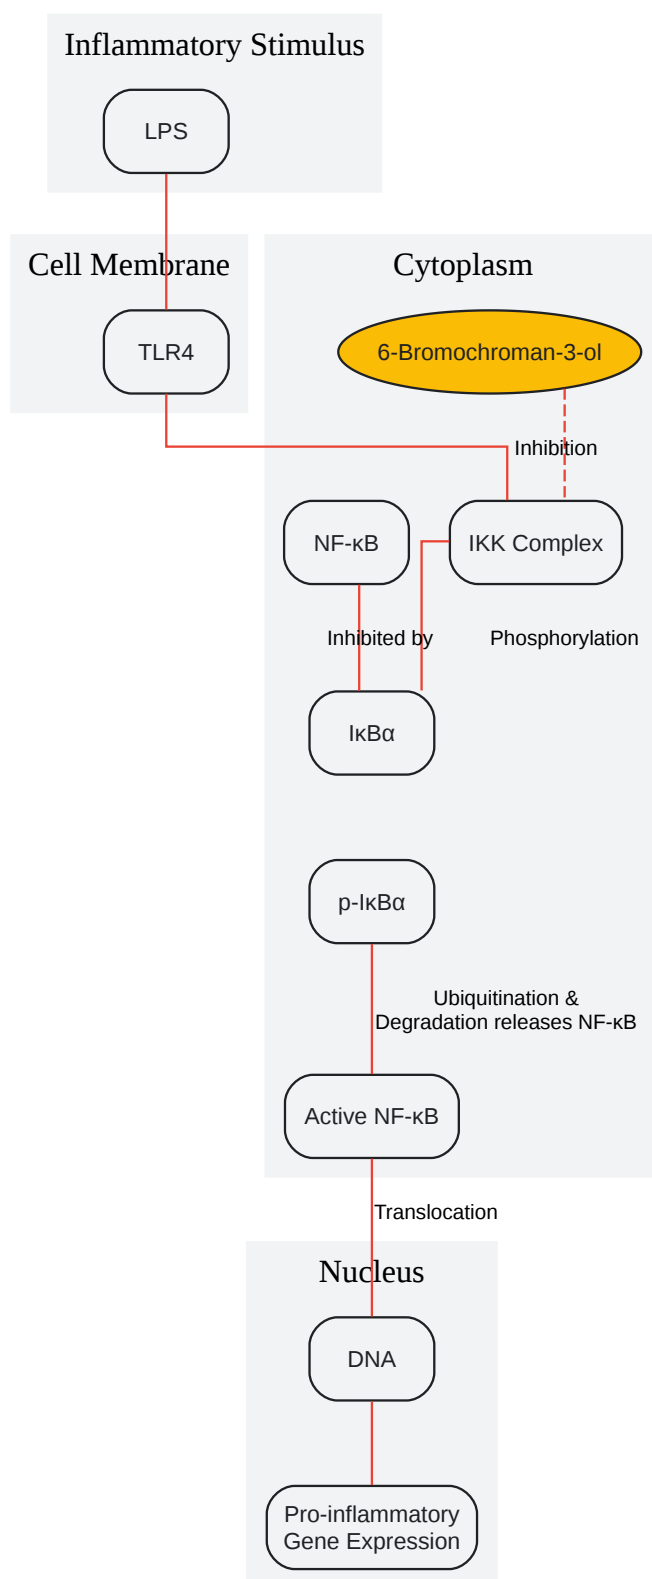 Inflammatory Stimulus
LPS
Cell Membrane
Cytoplasm
TLR4
6-Bromochroman-3-ol
Inhibition
NF-κB
IKK Complex
Inhibited by
Phosphorylation
IκBα
p-IκBα
Ubiquitination &
Degradation releases NF-κB
Active NF-κB
Translocation
Nucleus
DNA
Pro-inflammatory
Gene Expression